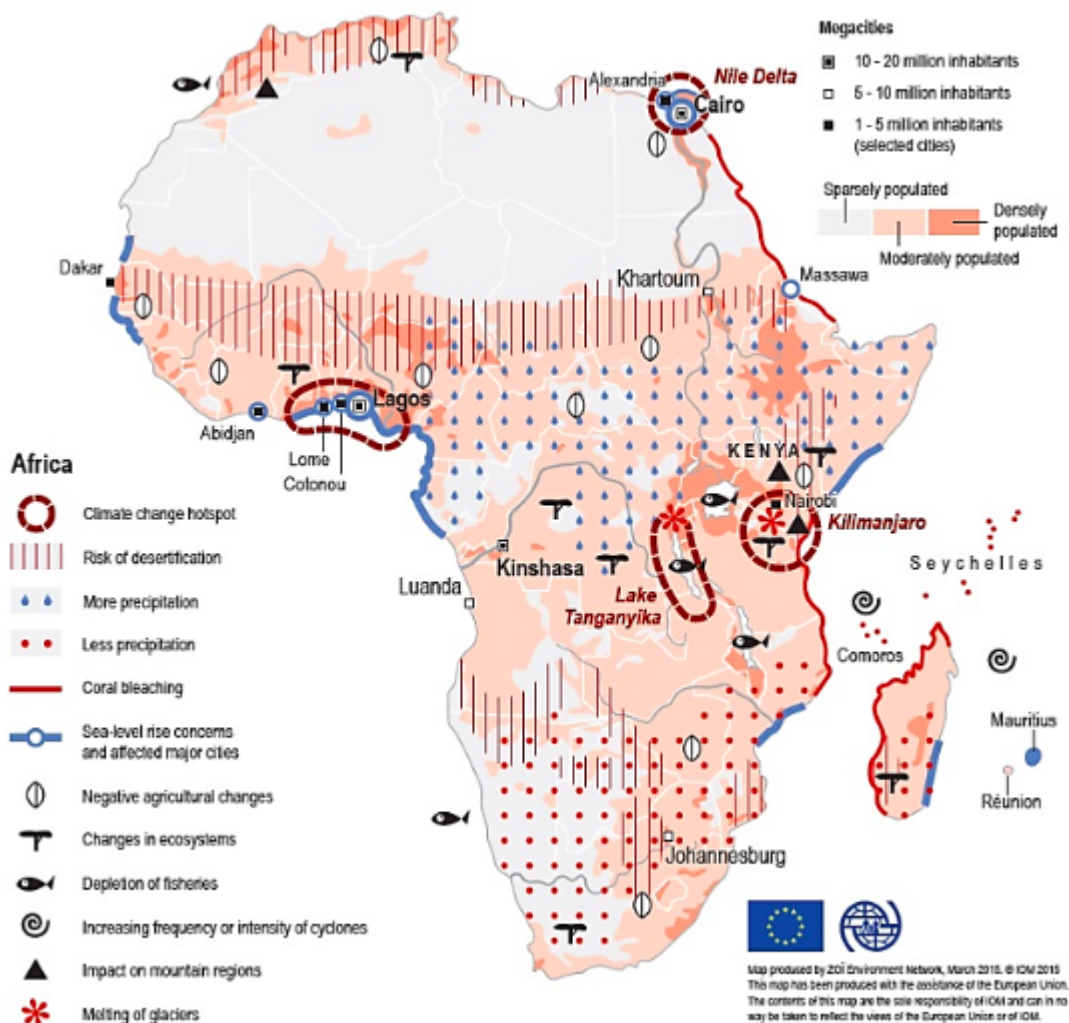 Megacities
10 - 20 million inhabitants
5 - 10 million inhabitants
1 - 5 million inhabitants
(selected cities)
Sparsely populated
Densely
populated
Moderately populated
Alexandria
Nile Delta
Cairo
Dakar
Khartoum
Massawa
Lagos
Abidjan
Lome
Cotonou
KENYA
Nairobi
Kilimanjaro
Kinshasa
Luanda
Lake
Tanganyika
Seychelles
Comoros
Mauritius
Réunion
Johannesburg
Africa
Climate change hotspot
Risk of desertification
More precipitation
Less precipitation
Coral bleaching
Sea-level rise concerns
and affected major cities
Negative agricultural changes
Changes in ecosystems
Depletion of fisheries
Increasing frequency or intensity of cyclones
Impact on mountain regions
Melting of glaciers
Map produced by ZOÏ Environment Network, March 2015. © IOM 2015
This map has been produced with the assistance of the European Union.
The contents of this map are the sole responsibility of IOM and can in no
way be taken to reflect the views of the European Union or of IOM.